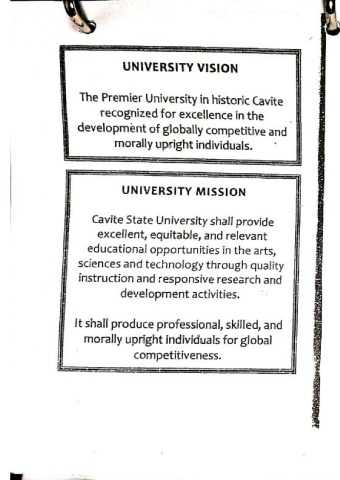 UNIVERSITY VISION
The Premier University in historic Cavite
recognized for excellence in the
development of globally competitive and
morally upright individuals.
UNIVERSITY MISSION
Cavite State University shall provide
excellent, equitable, and relevant
educational opportunities in the arts,
sciences and technology through quality
instruction and responsive research and
development activities.
It shall produce professional, skilled, and
morally upright individuals for global
competitiveness.